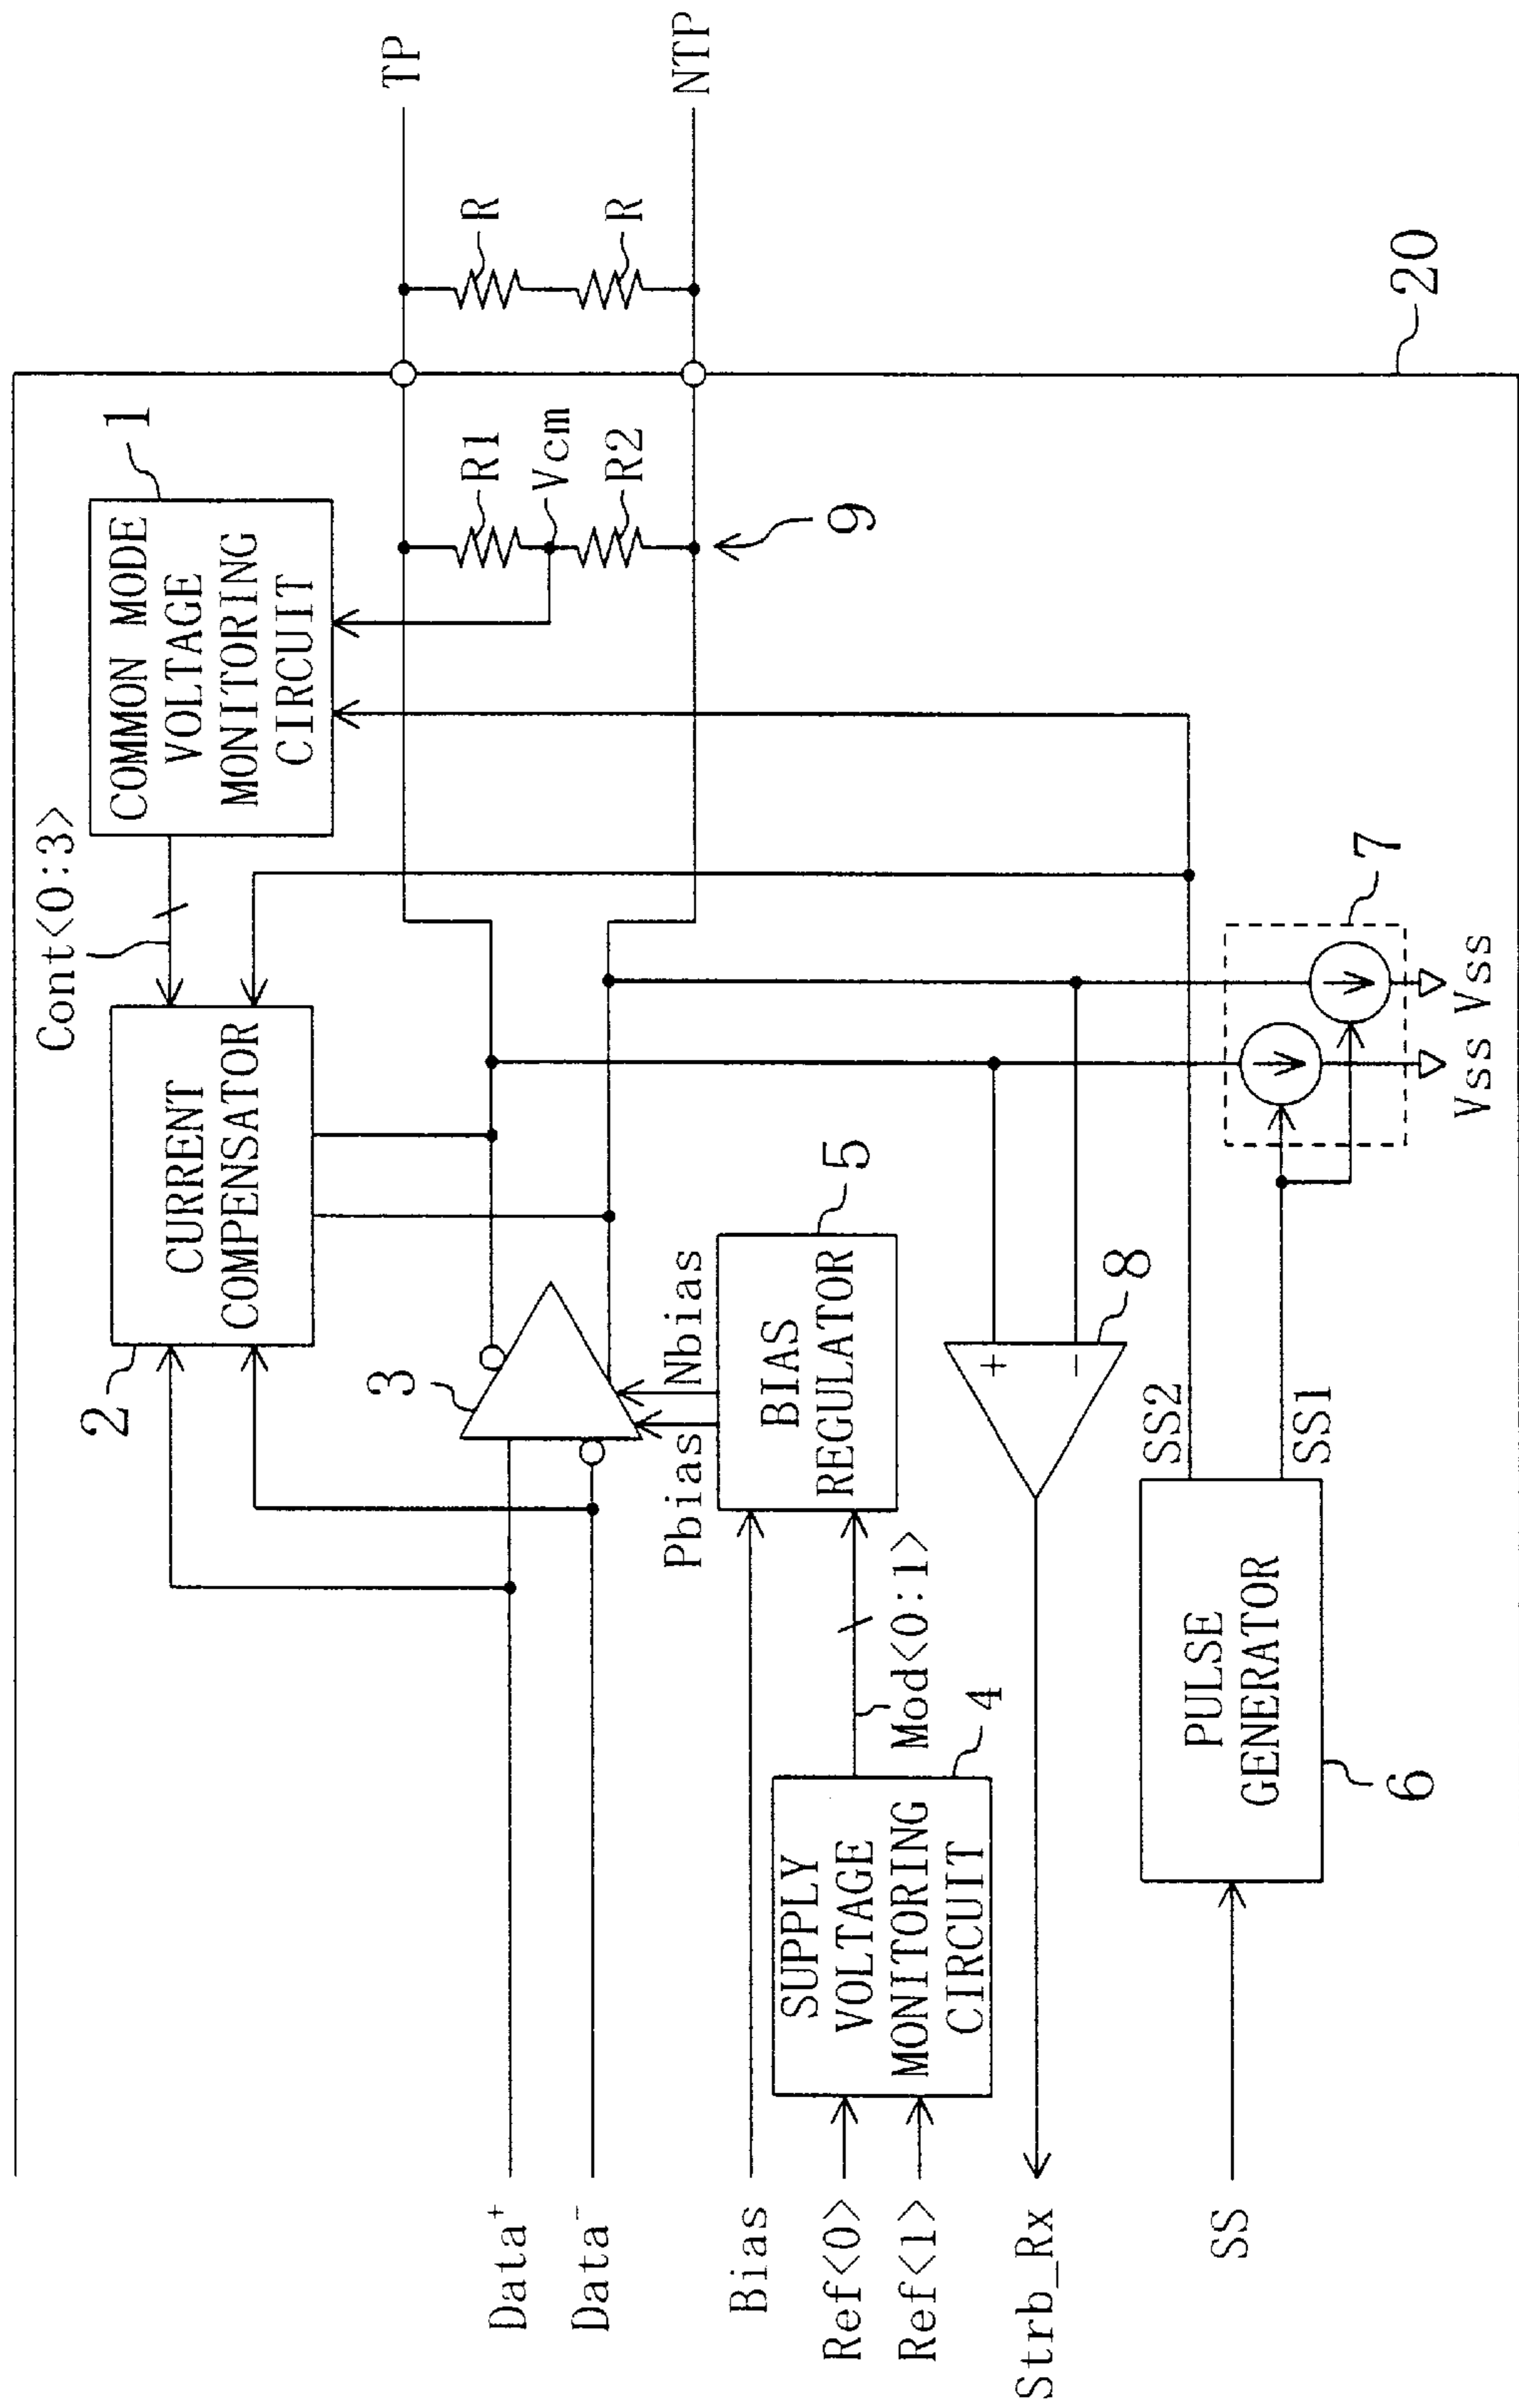 TP
NTP
R
R
20
1
COMMON MODE
VOLTAGE
MONITORING
CIRCUIT
R1
Vcm
R2
9
Cont<0:3>
2
CURRENT
COMPENSATOR
3
Pbias
Nbias
5
BIAS
REGULATOR
7
Vss
Vss
8
+
−
SS2
SS1
Mod<0:1>
4
SUPPLY
VOLTAGE
MONITORING
CIRCUIT
PULSE
GENERATOR
6
Data⁺
Data⁻
Bias
Ref<0>
Ref<1>
Strb_Rx
SS